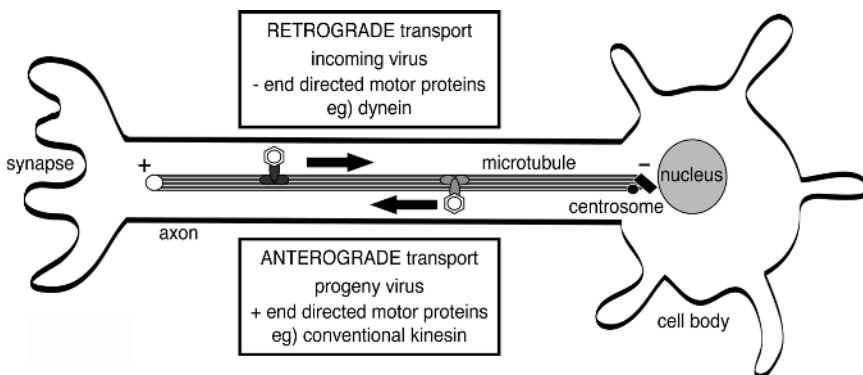 RETROGRADE transport
incoming virus
- end directed motor proteins
eg) dynein
synapse
+
microtubule
−
nucleus
centrosome
axon
ANTEROGRADE transport
progeny virus
+ end directed motor proteins
eg) conventional kinesin
cell body